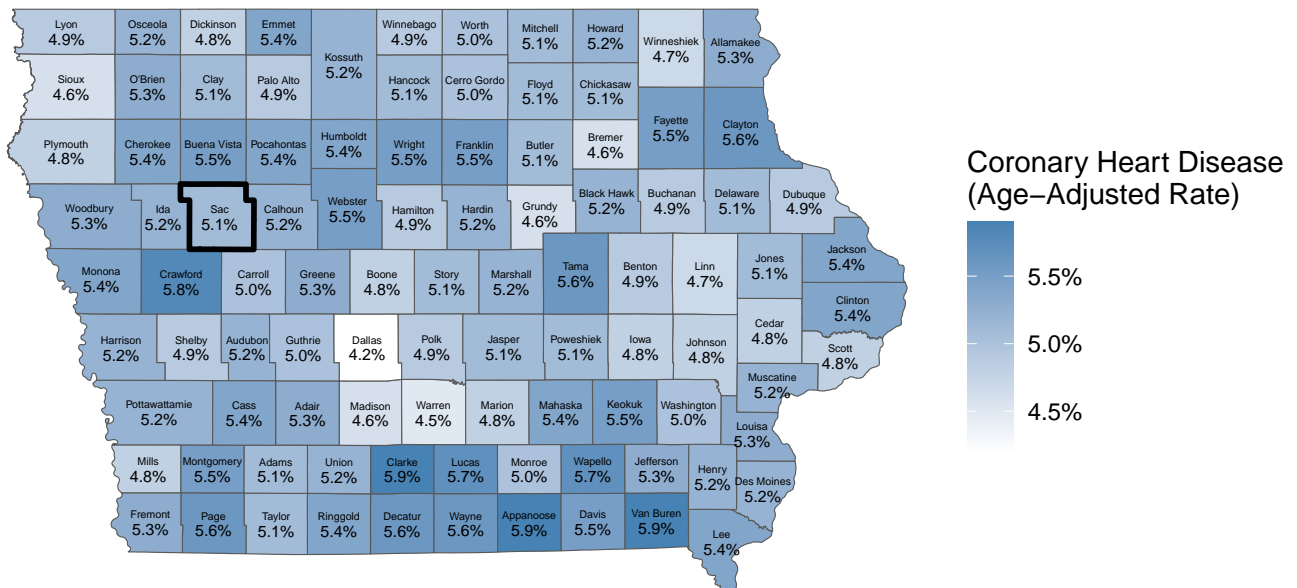 Lyon
4.9%
Osceola
5.2%
Dickinson
4.8%
Emmet
5.4%
Kossuth
5.2%
Winnebago
4.9%
Worth
5.0%
Mitchell
5.1%
Howard
5.2%
Winneshiek
4.7%
Allamakee
5.3%
Sioux
4.6%
O'Brien
5.3%
Clay
5.1%
Palo Alto
4.9%
Hancock
5.1%
Cerro Gordo
5.0%
Floyd
5.1%
Chickasaw
5.1%
Fayette
5.5%
Clayton
5.6%
Plymouth
4.8%
Cherokee
5.4%
Buena Vista
5.5%
Pocahontas
5.4%
Humboldt
5.4%
Wright
5.5%
Franklin
5.5%
Butler
5.1%
Bremer
4.6%
Woodbury
5.3%
Ida
5.2%
Sac
5.1%
Calhoun
5.2%
Webster
5.5%
Hamilton
4.9%
Hardin
5.2%
Grundy
4.6%
Black Hawk
5.2%
Buchanan
4.9%
Delaware
5.1%
Dubuque
4.9%
Monona
5.4%
Crawford
5.8%
Carroll
5.0%
Greene
5.3%
Boone
4.8%
Story
5.1%
Marshall
5.2%
Tama
5.6%
Benton
4.9%
Linn
4.7%
Jones
5.1%
Jackson
5.4%
Clinton
5.4%
Harrison
5.2%
Shelby
4.9%
Audubon
5.2%
Guthrie
5.0%
Dallas
4.2%
Polk
4.9%
Jasper
5.1%
Poweshiek
5.1%
Iowa
4.8%
Johnson
4.8%
Cedar
4.8%
Scott
4.8%
Muscatine
5.2%
Pottawattamie
5.2%
Cass
5.4%
Adair
5.3%
Madison
4.6%
Warren
4.5%
Marion
4.8%
Mahaska
5.4%
Keokuk
5.5%
Washington
5.0%
Louisa
5.3%
Mills
4.8%
Montgomery
5.5%
Adams
5.1%
Union
5.2%
Clarke
5.9%
Lucas
5.7%
Monroe
5.0%
Wapello
5.7%
Jefferson
5.3%
Henry
5.2%
Des Moines
5.2%
Fremont
5.3%
Page
5.6%
Taylor
5.1%
Ringgold
5.4%
Decatur
5.6%
Wayne
5.6%
Appanoose
5.9%
Davis
5.5%
Van Buren
5.9%
Lee
5.4%
Coronary Heart Disease
(Age−Adjusted Rate)
5.5%
5.0%
4.5%